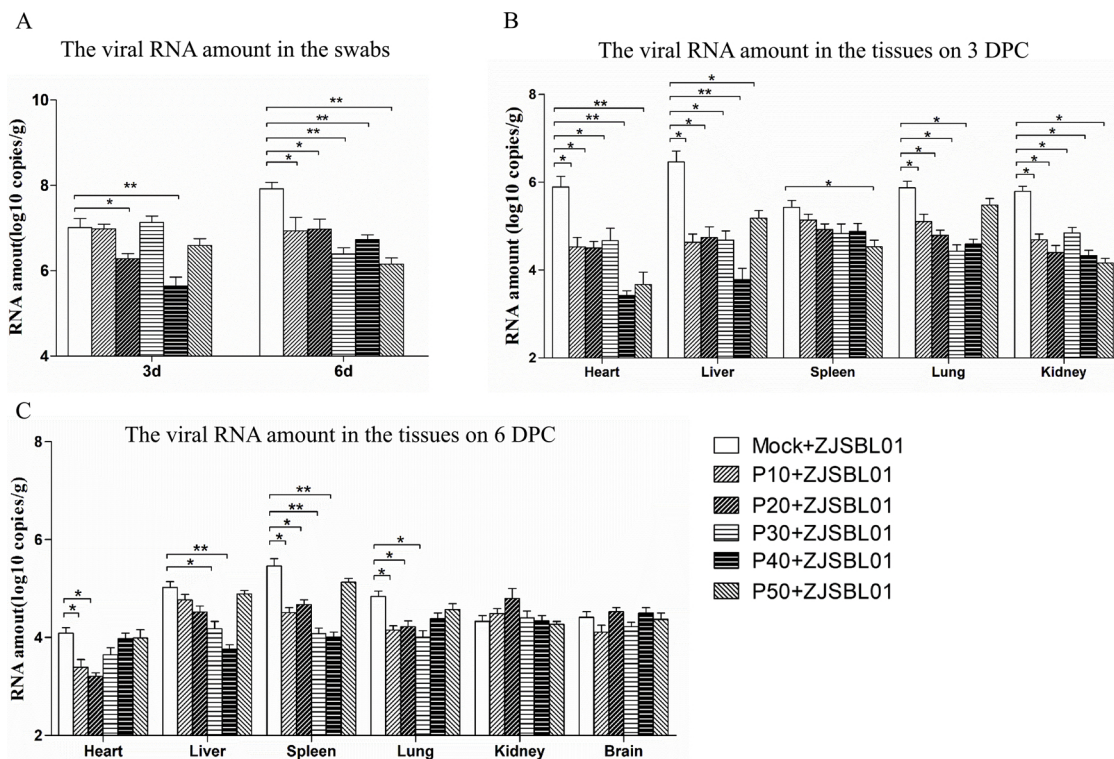 A
The viral RNA amount in the swabs
RNA amount(log10 copies/g)
10
8
6
4
**
*
**
**
**
*
*
3d
6d
B
The viral RNA amount in the tissues on 3 DPC
RNA amount (log10 copies/g)
8
6
4
2
**
**
*
*
*
*
**
*
*
*
*
*
*
*
*
*
*
*
*
*
Heart
Liver
Spleen
Lung
Kidney
C
The viral RNA amount in the tissues on 6 DPC
RNA amout(log10 copies/g)
8
6
4
2
*
*
**
*
**
**
*
*
*
*
*
Heart
Liver
Spleen
Lung
Kidney
Brain
Mock+ZJSBL01
P10+ZJSBL01
P20+ZJSBL01
P30+ZJSBL01
P40+ZJSBL01
P50+ZJSBL01